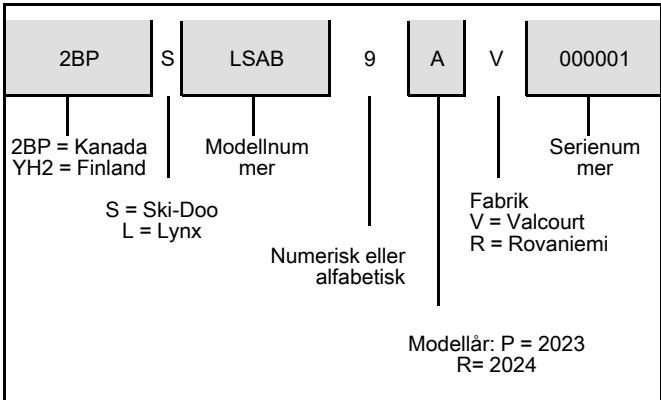 2BP S LSAB 9 A V 000001
2BP = Kanada
YH2 = Finland
Modellnum
mer
Serienum
mer
S = Ski-Doo
L = Lynx
Fabrik
V = Valcourt
R = Rovaniemi
Numerisk eller
alfabetisk
Modellår: P = 2023
R= 2024